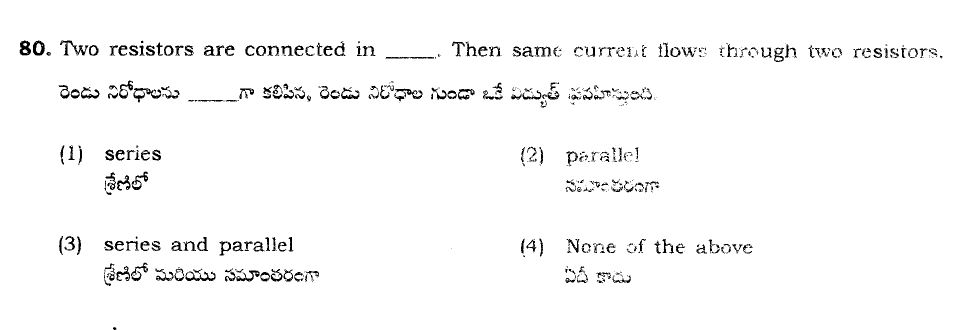 80. Two resistors are connected in _____. Then same current flows through two resistors.
రెండు నిరోధాలను _____గా కలిపిన, రెండు నిరోధాల గుండా ఒకే విద్యుత్ ప్రవహిస్తుంది.
(1) series (2) parallel
శ్రేణిలో సమాంతరంగా
(3) series and parallel (4) None of the above
శ్రేణిలో మరియు సమాంతరంగా ఏదీ కాదు